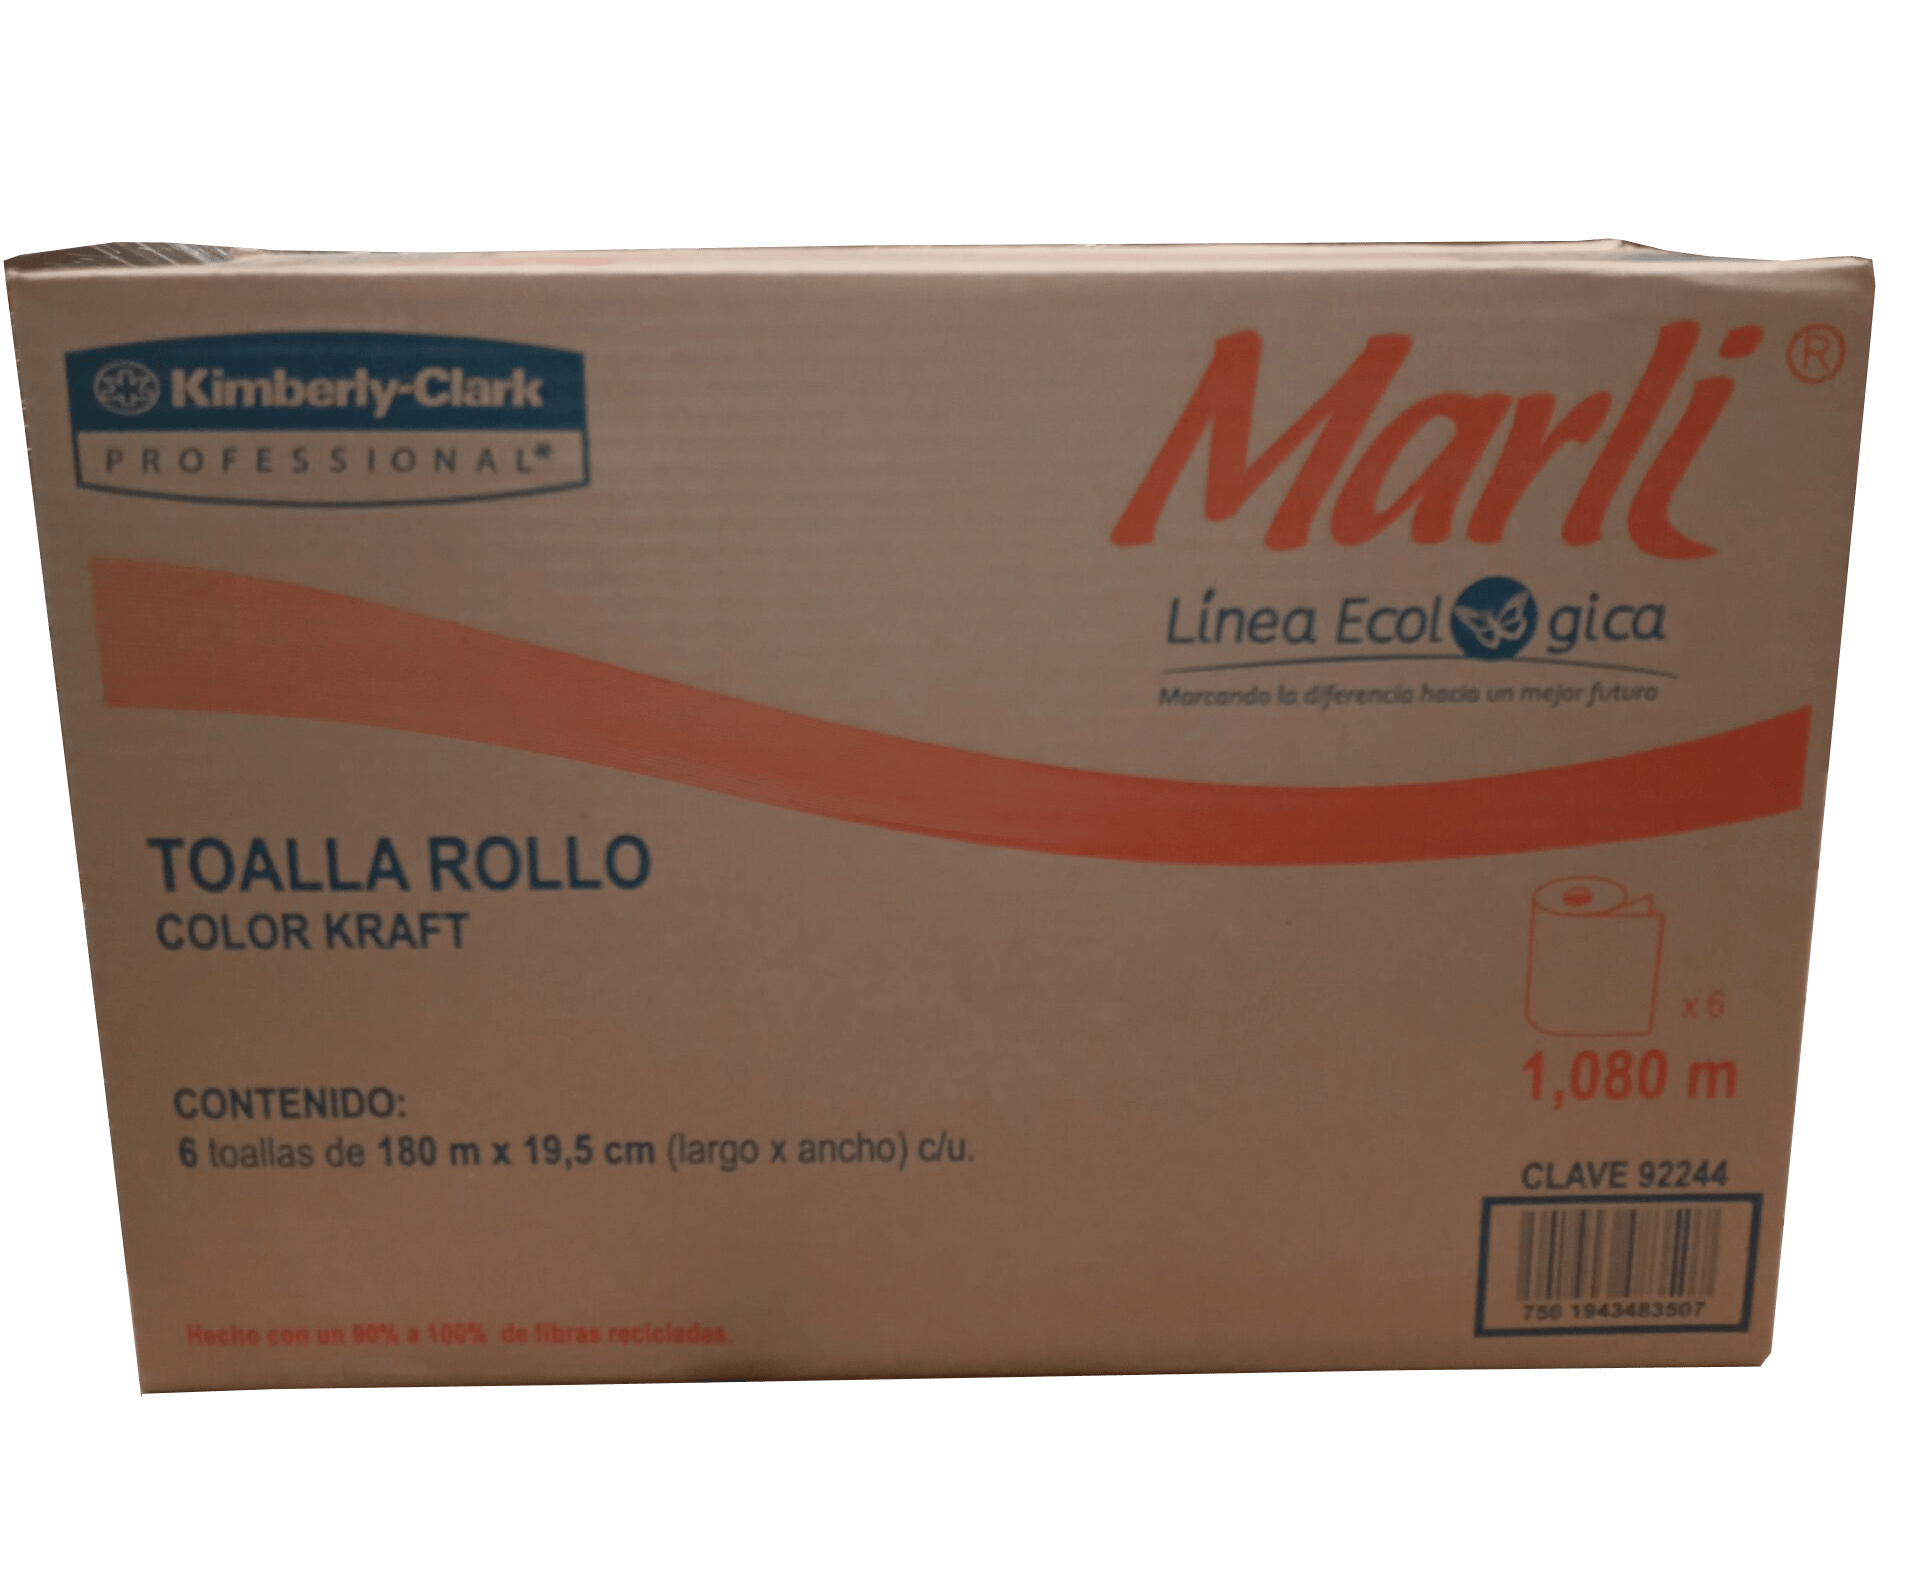 Kimberly-Clark
PROFESSIONAL*
Marli®
Línea Ecológica
Marcando la diferencia hacia un mejor futuro
TOALLA ROLLO
COLOR KRAFT
x 6
1,080 m
CONTENIDO:
6 toallas de 180 m x 19,5 cm (largo x ancho) c/u.
CLAVE 92244
750 1943483507
Hecho con un 90% a 100% de fibras recicladas.